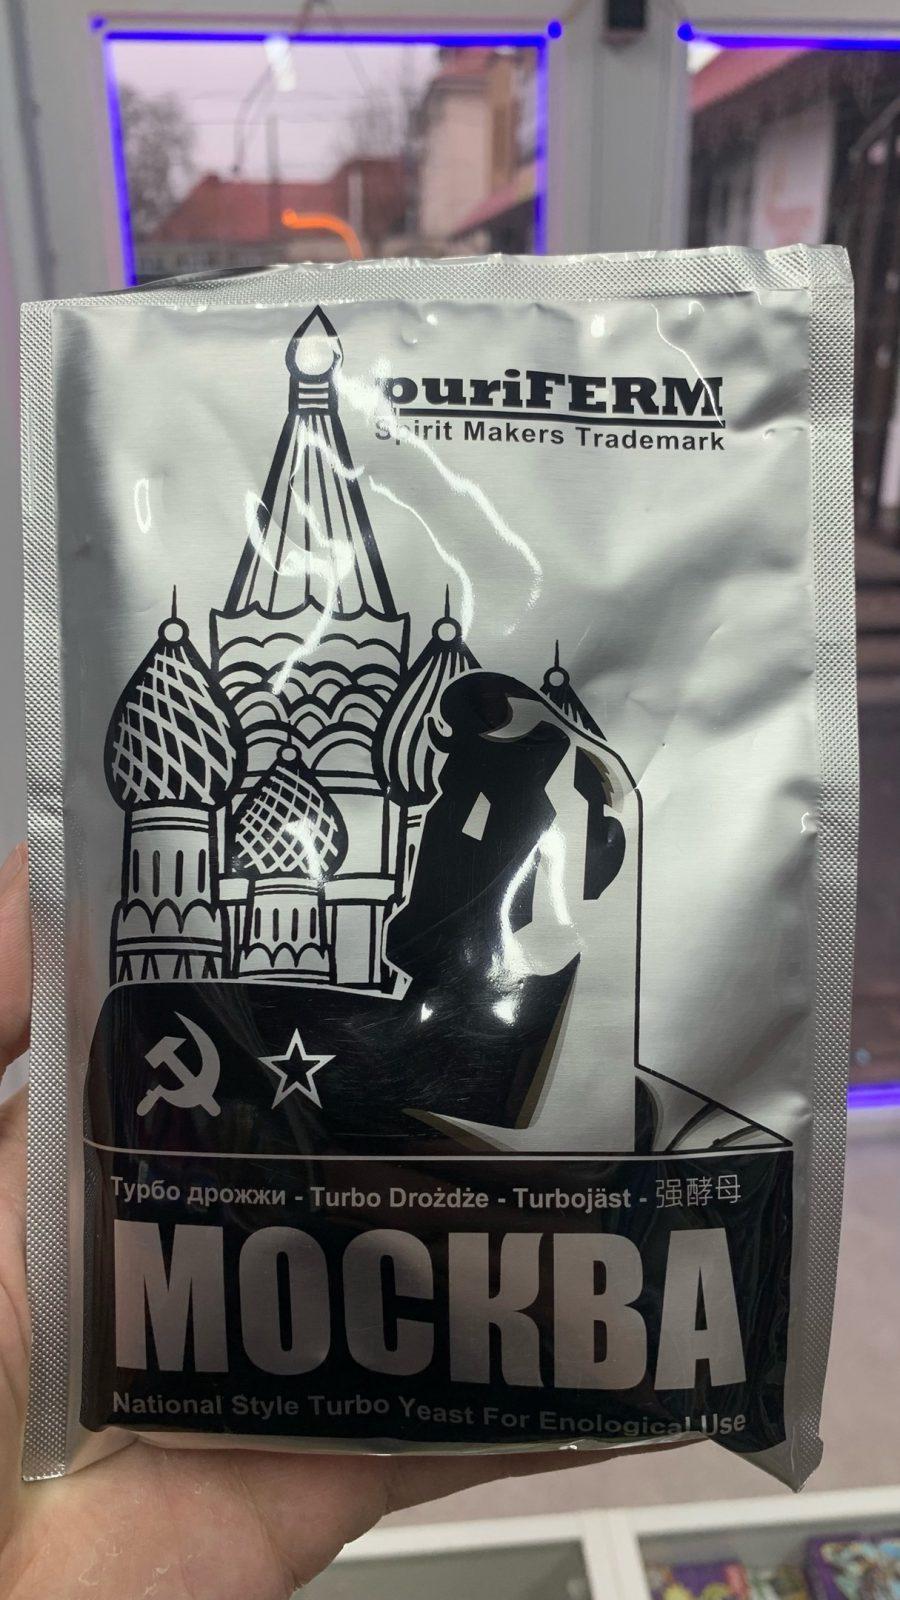 puriFERM
Spirit Makers Trademark
Турбо дрожжи - Turbo Drożdże - Turbojäst - 强酵母
МОСКВА
National Style Turbo Yeast For Enological Use